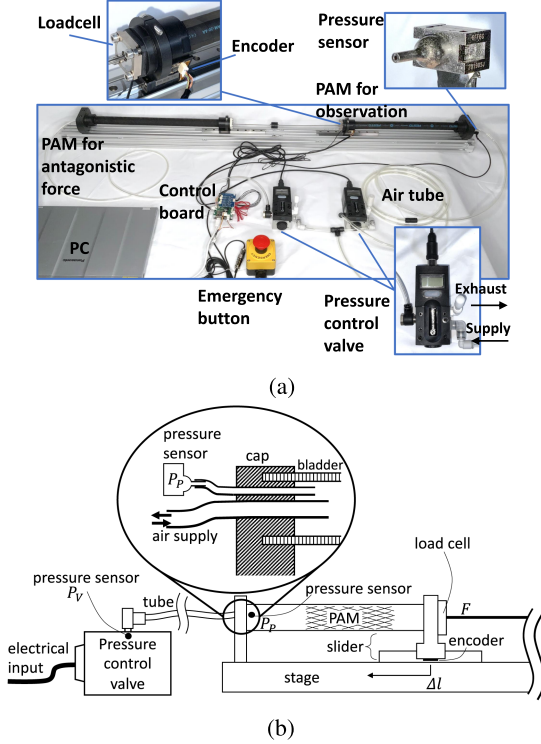 (a)
Loadcell
Encoder
Pressure
sensor
PAM for
observation
PAM for
antagonistic
force
Control
board
Air tube
PC
Emergency
button
Pressure
control
valve
Exhaust
Supply
(a)
pressure
sensor
cap
bladder
P_P
air supply
pressure sensor
P_V
tube
pressure sensor
load cell
P_P
PAM
F
electrical
input
Pressure
control
valve
slider
encoder
stage
Δl
(b)